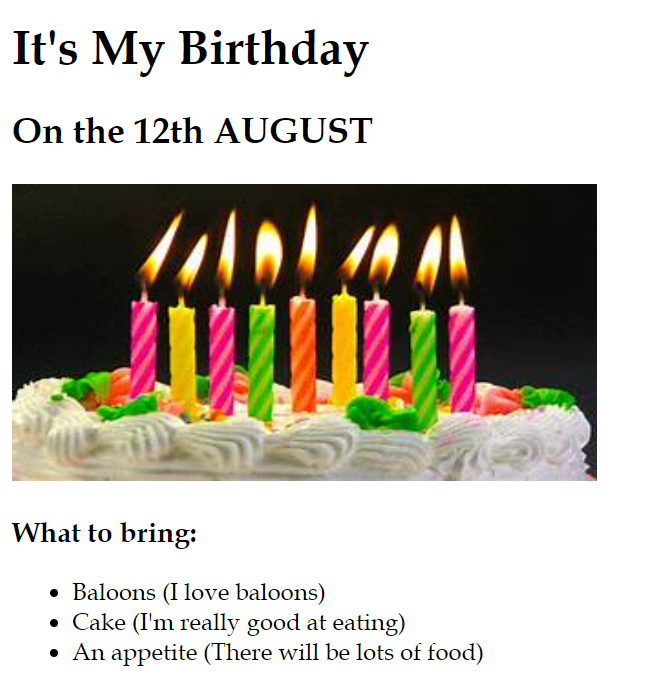 It's My Birthday
On the 12th AUGUST
What to bring:
Baloons (I love baloons)
Cake (I'm really good at eating)
An appetite (There will be lots of food)